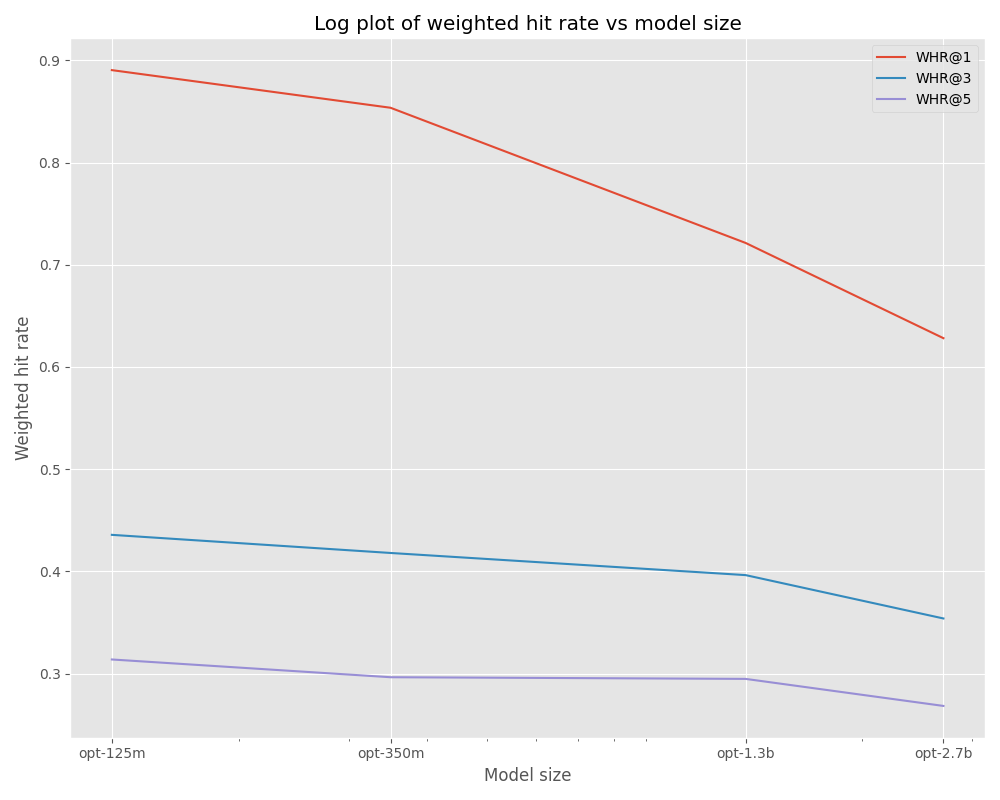 Log plot of weighted hit rate vs model size
WHR@1
WHR@3
WHR@5
Weighted hit rate
0.9
0.8
0.7
0.6
0.5
0.4
0.3
opt-125m opt-350m opt-1.3b opt-2.7b
Model size